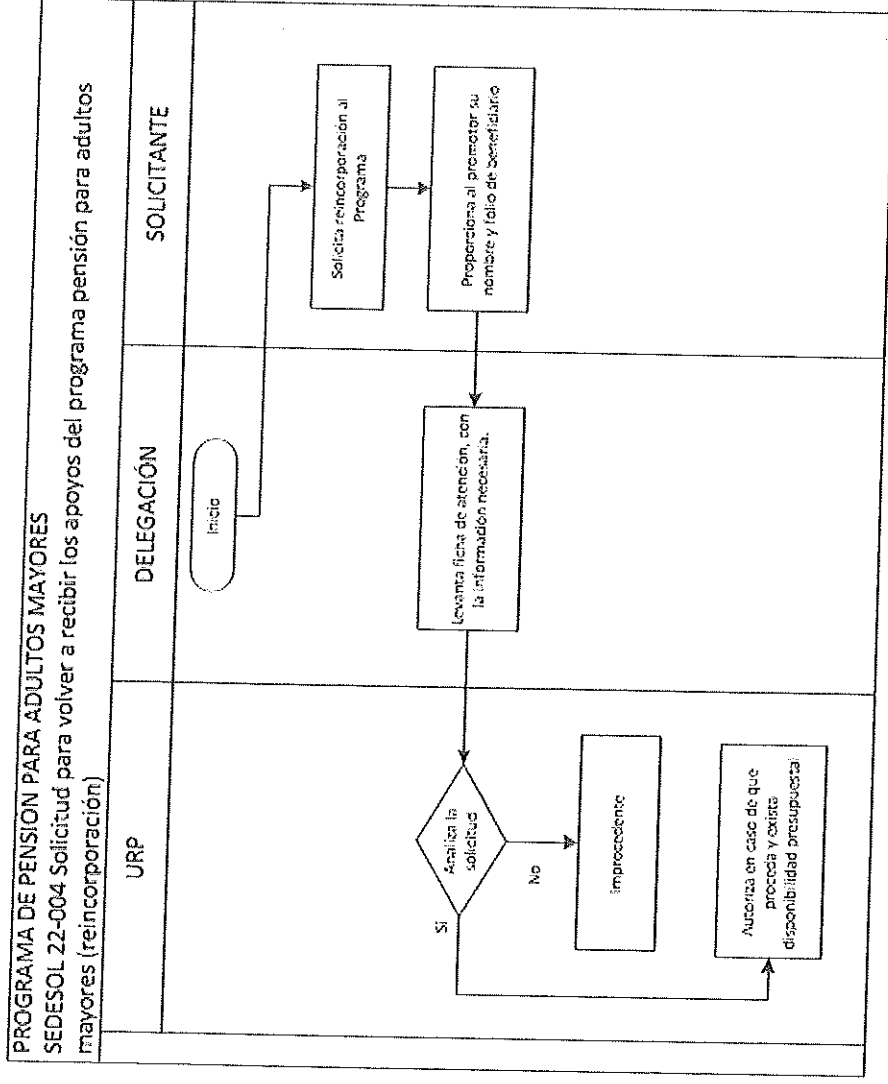 PROGRAMA DE PENSION PARA ADULTOS MAYORES
SEDESOL 22-004 Solicitud para volver a recibir los apoyos del programa pensión para adultos
mayores (reincorporación)
URP
DELEGACIÓN
SOLICITANTE
Inicio
Solicita reincorporación al
Programa
Proporciona al promotor su
nombre y folio de beneficiario
Levanta ficha de atención, con
la información necesaria.
Analiza la
solicitud
Si
No
Improcedente
Autoriza en caso de que
proceda y exista
disponibilidad presupuestal